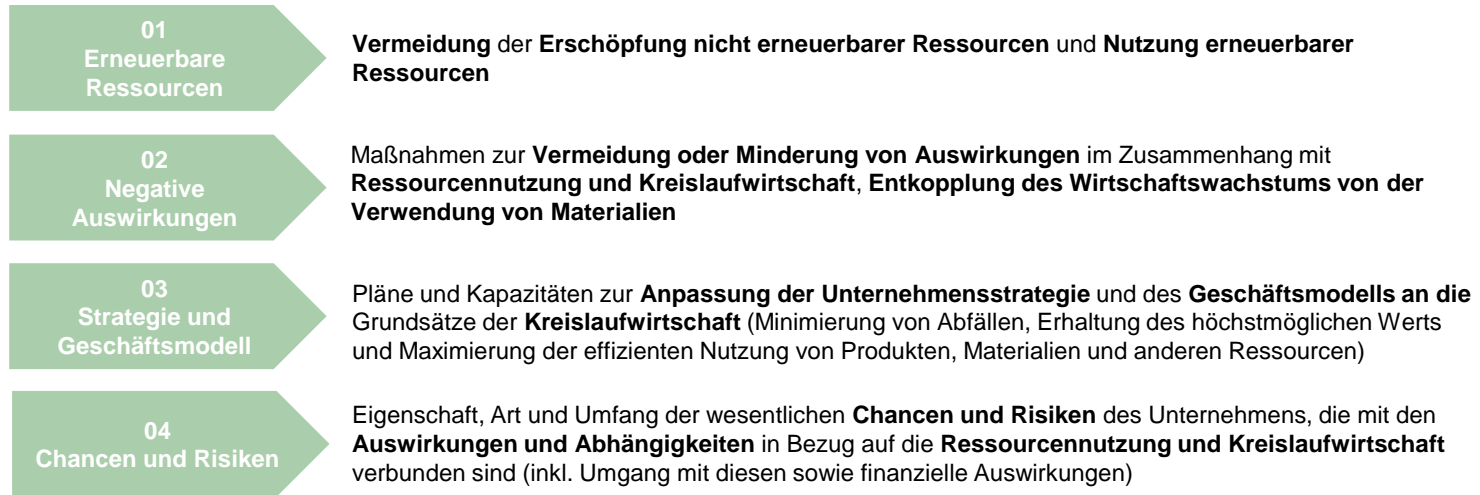 01
Erneuerbare
Ressourcen
Vermeidung der Erschöpfung nicht erneuerbarer Ressourcen und Nutzung erneuerbarer
Ressourcen
02
Negative
Auswirkungen
Maßnahmen zur Vermeidung oder Minderung von Auswirkungen im Zusammenhang mit
Ressourcennutzung und Kreislaufwirtschaft, Entkopplung des Wirtschaftswachstums von der
Verwendung von Materialien
03
Strategie und
Geschäftsmodell
Pläne und Kapazitäten zur Anpassung der Unternehmensstrategie und des Geschäftsmodells an die
Grundsätze der Kreislaufwirtschaft (Minimierung von Abfällen, Erhaltung des höchstmöglichen Werts
und Maximierung der effizienten Nutzung von Produkten, Materialien und anderen Ressourcen)
04
Chancen und Risiken
Eigenschaft, Art und Umfang der wesentlichen Chancen und Risiken des Unternehmens, die mit den
Auswirkungen und Abhängigkeiten in Bezug auf die Ressourcennutzung und Kreislaufwirtschaft
verbunden sind (inkl. Umgang mit diesen sowie finanzielle Auswirkungen)